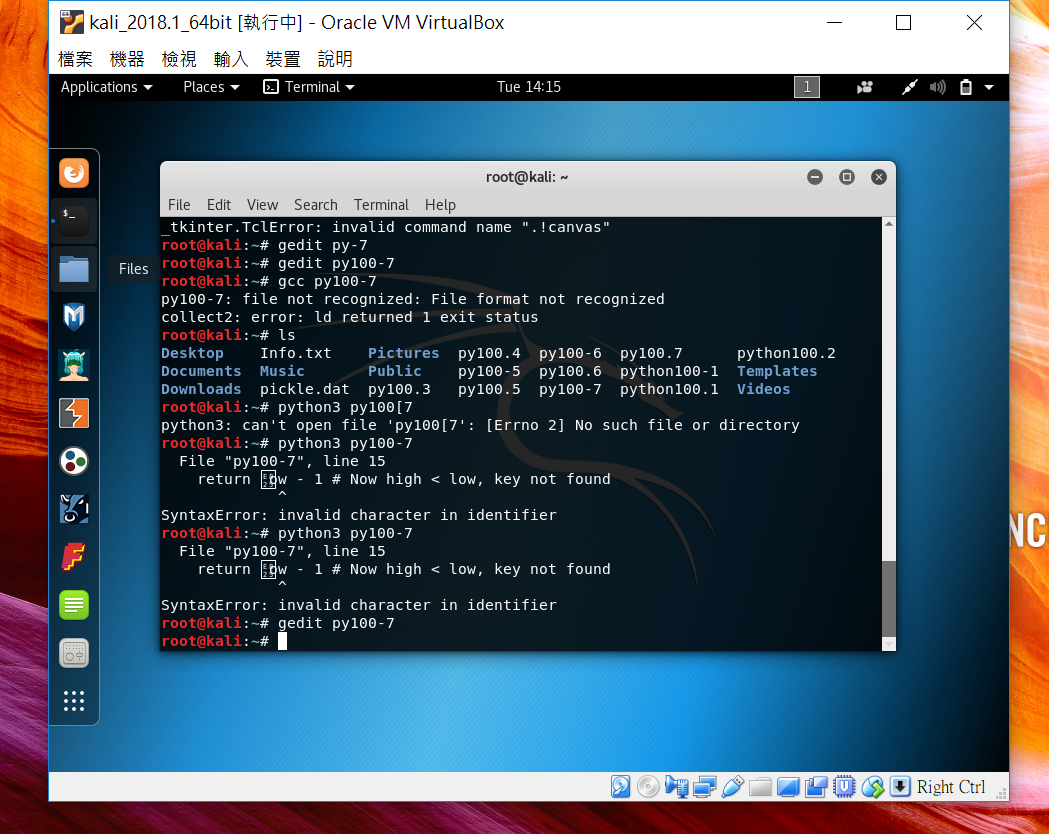 kali_2018.1_64bit [執行中] - Oracle VM VirtualBox
檔案 機器 檢視 輸入 裝置 說明
Applications Places Terminal Tue 14:15 1
root@kali: ~
File Edit View Search Terminal Help
_tkinter.TclError: invalid command name ".!canvas"
root@kali:~# gedit py-7
root@kali:~# gedit py100-7
root@kali:~# gcc py100-7
py100-7: file not recognized: File format not recognized
collect2: error: ld returned 1 exit status
root@kali:~# ls
Desktop Info.txt Pictures py100.4 py100-6 py100.7 python100.2
Documents Music Public py100-5 py100.6 python100-1 Templates
Downloads pickle.dat py100.3 py100.5 py100-7 python100.1 Videos
root@kali:~# python3 py100[7
python3: can't open file 'py100[7': [Errno 2] No such file or directory
root@kali:~# python3 py100-7
File "py100-7", line 15
return ow - 1 # Now high < low, key not found
^
SyntaxError: invalid character in identifier
root@kali:~# python3 py100-7
File "py100-7", line 15
return ow - 1 # Now high < low, key not found
^
SyntaxError: invalid character in identifier
root@kali:~# gedit py100-7
root@kali:~#
Files
NC
Right Ctrl